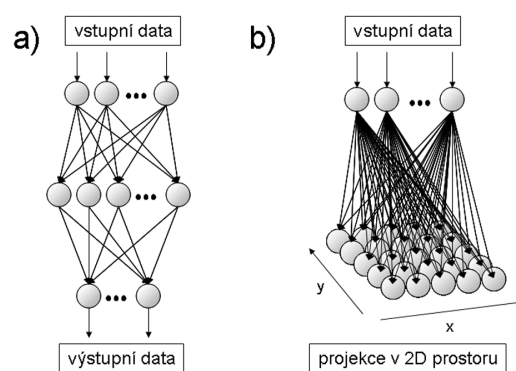 a)
vstupní data
výstupní data
b)
vstupní data
y
x
projekce v 2D prostoru